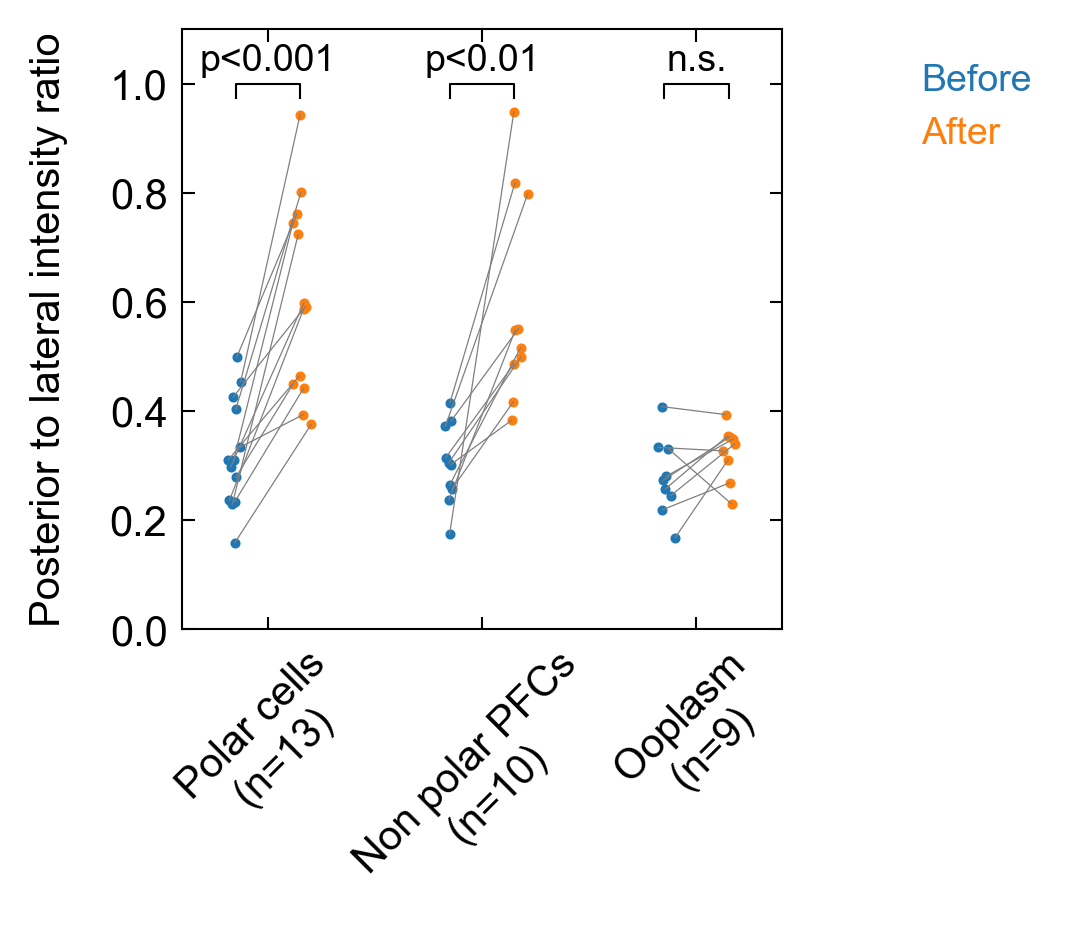 Posterior to lateral intensity ratio
1.0
0.8
0.6
0.4
0.2
0.0
p<0.001
p<0.01
n.s.
Before
After
Polar cells
(n=13)
Non polar PFCs
(n=10)
Ooplasm
(n=9)